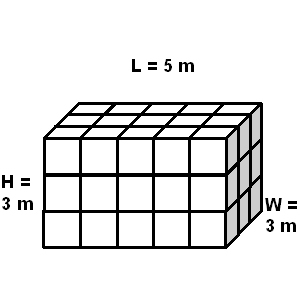 L = 5 m
H =
3 m
W =
3 m